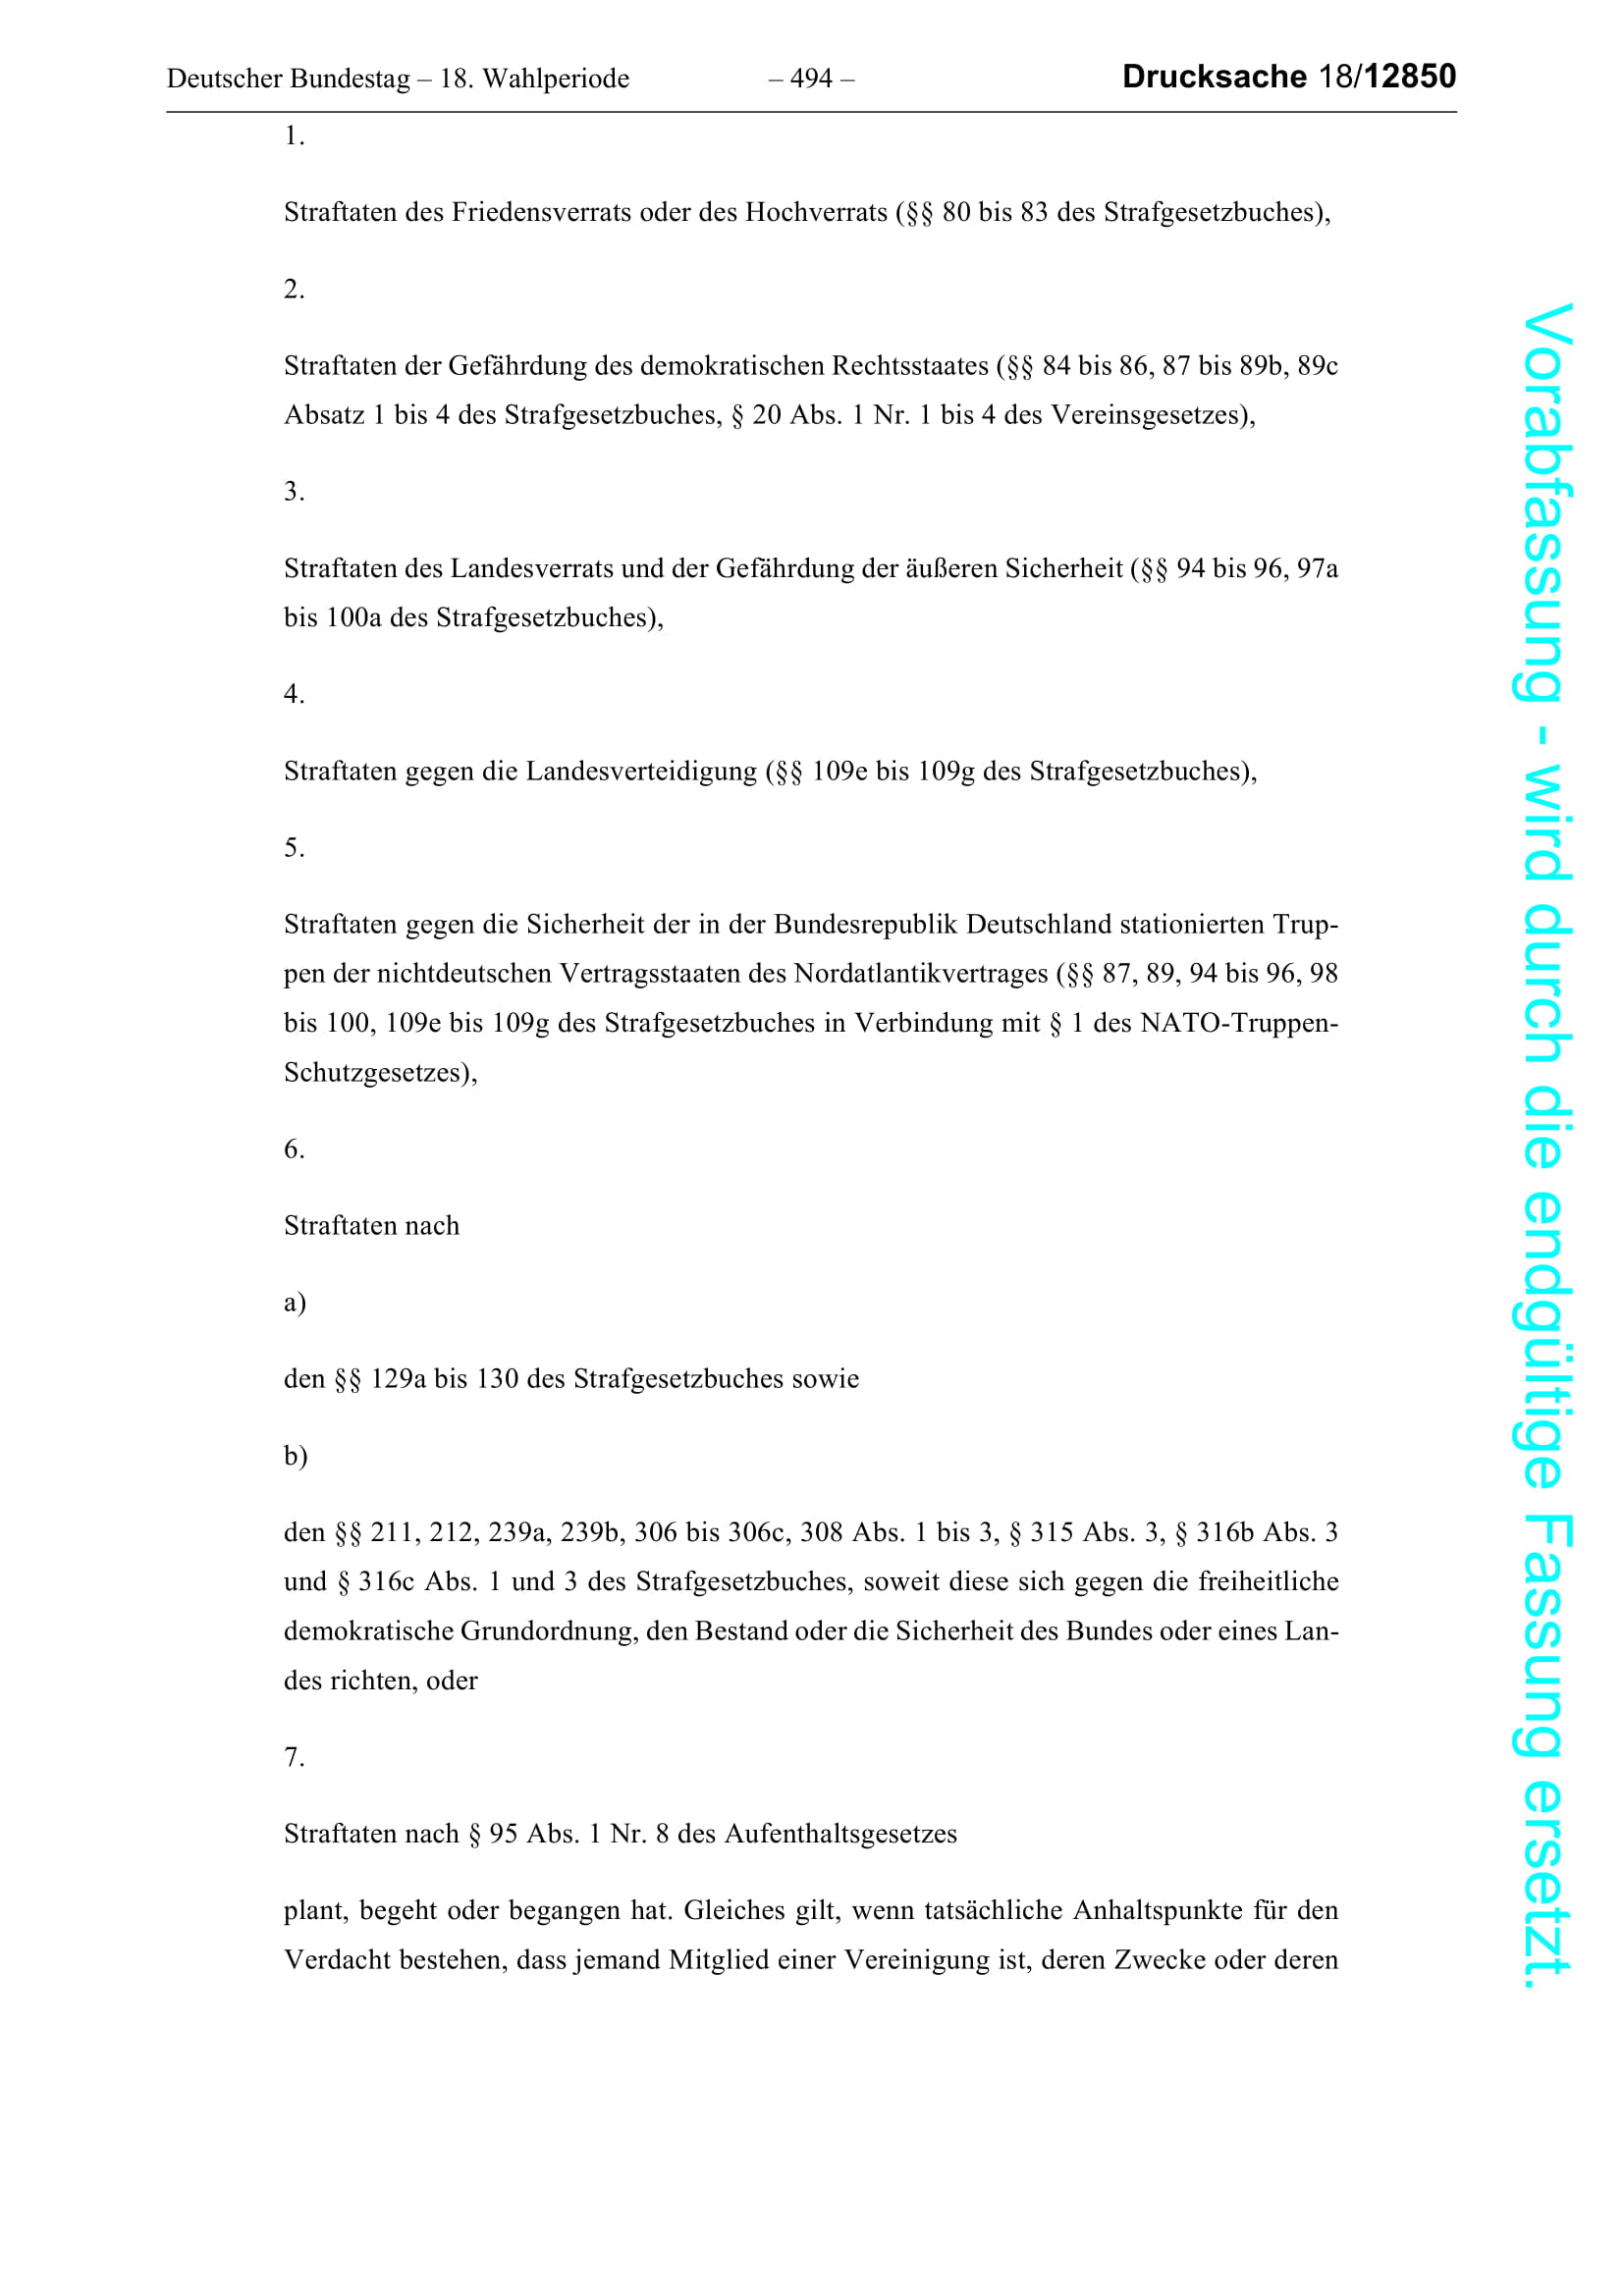 Deutscher Bundestag – 18. Wahlperiode – 494 – Drucksache 18/12850
1.
Straftaten des Friedensverrats oder des Hochverrats (§§ 80 bis 83 des Strafgesetzbuches),
2.
Straftaten der Gefährdung des demokratischen Rechtsstaates (§§ 84 bis 86, 87 bis 89b, 89c
Absatz 1 bis 4 des Strafgesetzbuches, § 20 Abs. 1 Nr. 1 bis 4 des Vereinsgesetzes),
3.
Straftaten des Landesverrats und der Gefährdung der äußeren Sicherheit (§§ 94 bis 96, 97a
bis 100a des Strafgesetzbuches),
4.
Straftaten gegen die Landesverteidigung (§§ 109e bis 109g des Strafgesetzbuches),
5.
Straftaten gegen die Sicherheit der in der Bundesrepublik Deutschland stationierten Trup-
pen der nichtdeutschen Vertragsstaaten des Nordatlantikvertrages (§§ 87, 89, 94 bis 96, 98
bis 100, 109e bis 109g des Strafgesetzbuches in Verbindung mit § 1 des NATO-Truppen-
Schutzgesetzes),
6.
Straftaten nach
a)
den §§ 129a bis 130 des Strafgesetzbuches sowie
b)
den §§ 211, 212, 239a, 239b, 306 bis 306c, 308 Abs. 1 bis 3, § 315 Abs. 3, § 316b Abs. 3
und § 316c Abs. 1 und 3 des Strafgesetzbuches, soweit diese sich gegen die freiheitliche
demokratische Grundordnung, den Bestand oder die Sicherheit des Bundes oder eines Lan-
des richten, oder
7.
Straftaten nach § 95 Abs. 1 Nr. 8 des Aufenthaltsgesetzes
plant, begeht oder begangen hat. Gleiches gilt, wenn tatsächliche Anhaltspunkte für den
Verdacht bestehen, dass jemand Mitglied einer Vereinigung ist, deren Zwecke oder deren
Vorabfassung - wird durch die endgültige Fassung ersetzt.